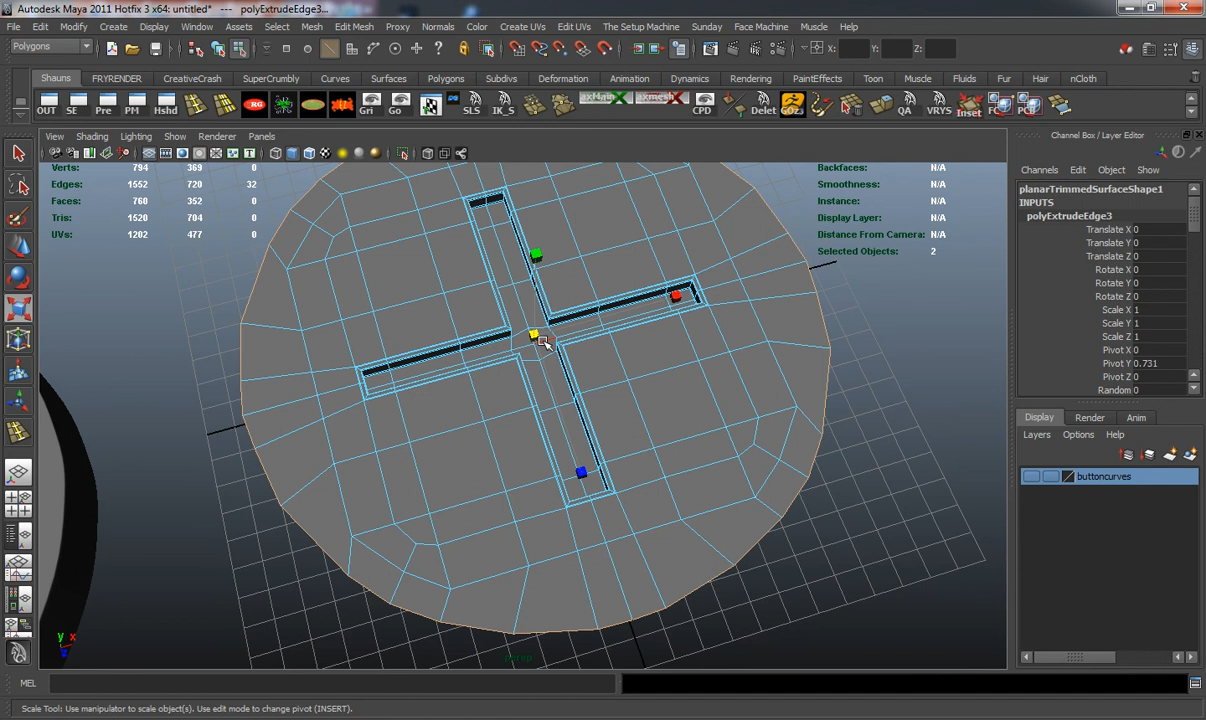 Autodesk Maya 2011 Hotfix 3 x64: untitled* --- polyExtrudeEdge3...
File Edit Modify Create Display Window Assets Select Mesh Edit Mesh Proxy Normals Color Create UVs Edit UVs The Setup Machine Sunday Face Machine Muscle Help
Polygons X: Y: Z:
Shauns FRYRENDER CreativeCrash SuperCrumbly Curves Surfaces Polygons Subdivs Deformation Animation Dynamics Rendering PaintEffects Toon Muscle Fluids Fur Hair nCloth
OUT SE Pre PM Hshd RG Gri Go SLS IK_S axMain axmesh CPD Delet GOZ QA VRYS Inset FC PCB
View Shading Lighting Show Renderer Panels
Channel Box / Layer Editor
Channels Edit Object Show
Verts: 794 369 0
Edges: 1552 720 32
Faces: 760 352 0
Tris: 1520 704 0
UVs: 1202 477 0
Backfaces: N/A
Smoothness: N/A
Instance: N/A
Display Layer: N/A
Distance From Camera: N/A
Selected Objects: 2
planarTrimmedSurfaceShape1
INPUTS
polyExtrudeEdge3
Translate X 0
Translate Y 0
Translate Z 0
Rotate X 0
Rotate Y 0
Rotate Z 0
Scale X 1
Scale Y 1
Scale Z 1
Pivot X 0
Pivot Y 0.731
Pivot Z 0
Random 0
Display Render Anim
Layers Options Help
buttoncurves
y x
z
persp
MEL
Scale Tool: Use manipulator to scale object(s). Use edit mode to change pivot (INSERT).